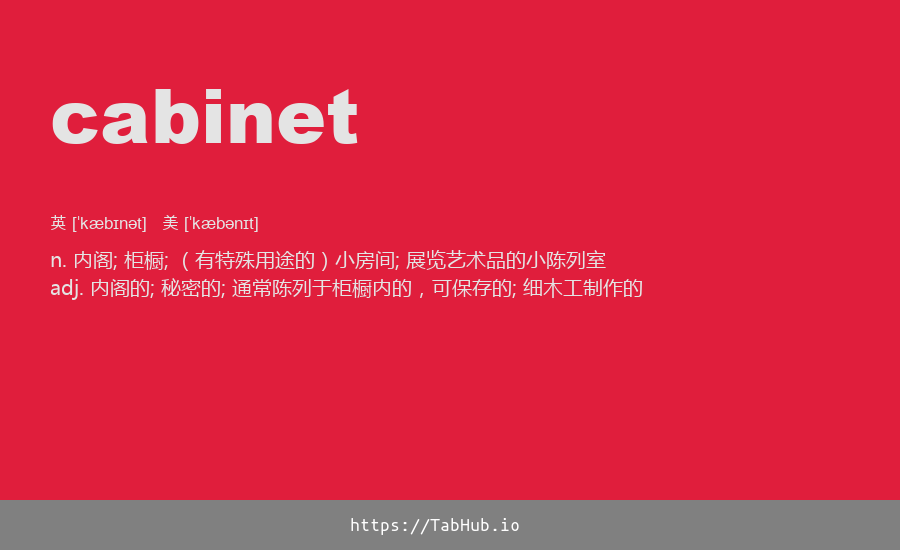 cabinet
英 ['kæbɪnət] 美 ['kæbənɪt]
n. 内阁; 柜橱; （有特殊用途的）小房间; 展览艺术品的小陈列室
adj. 内阁的; 秘密的; 通常陈列于柜橱内的，可保存的; 细木工制作的
https://TabHub.io